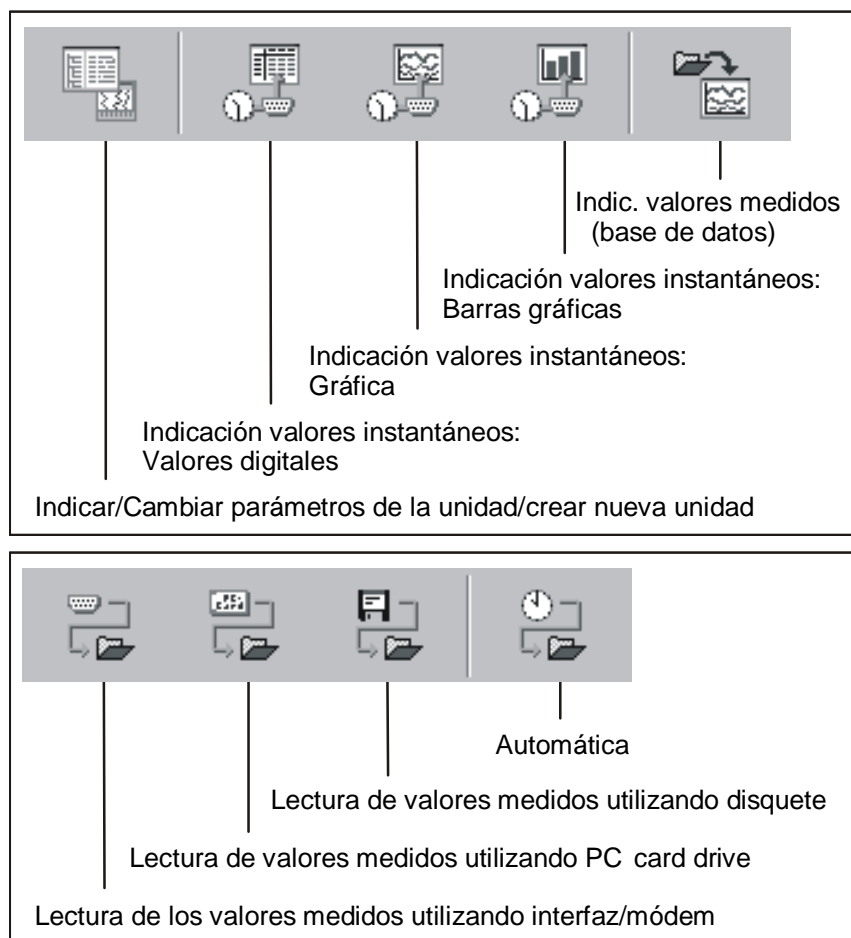 Indic. valores medidos
(base de datos)
Indicación valores instantáneos:
Barras gráficas
Indicación valores instantáneos:
Gráfica
Indicación valores instantáneos:
Valores digitales
Indicar/Cambiar parámetros de la unidad/crear nueva unidad
Automática
Lectura de valores medidos utilizando disquete
Lectura de valores medidos utilizando PC card drive
Lectura de los valores medidos utilizando interfaz/módem